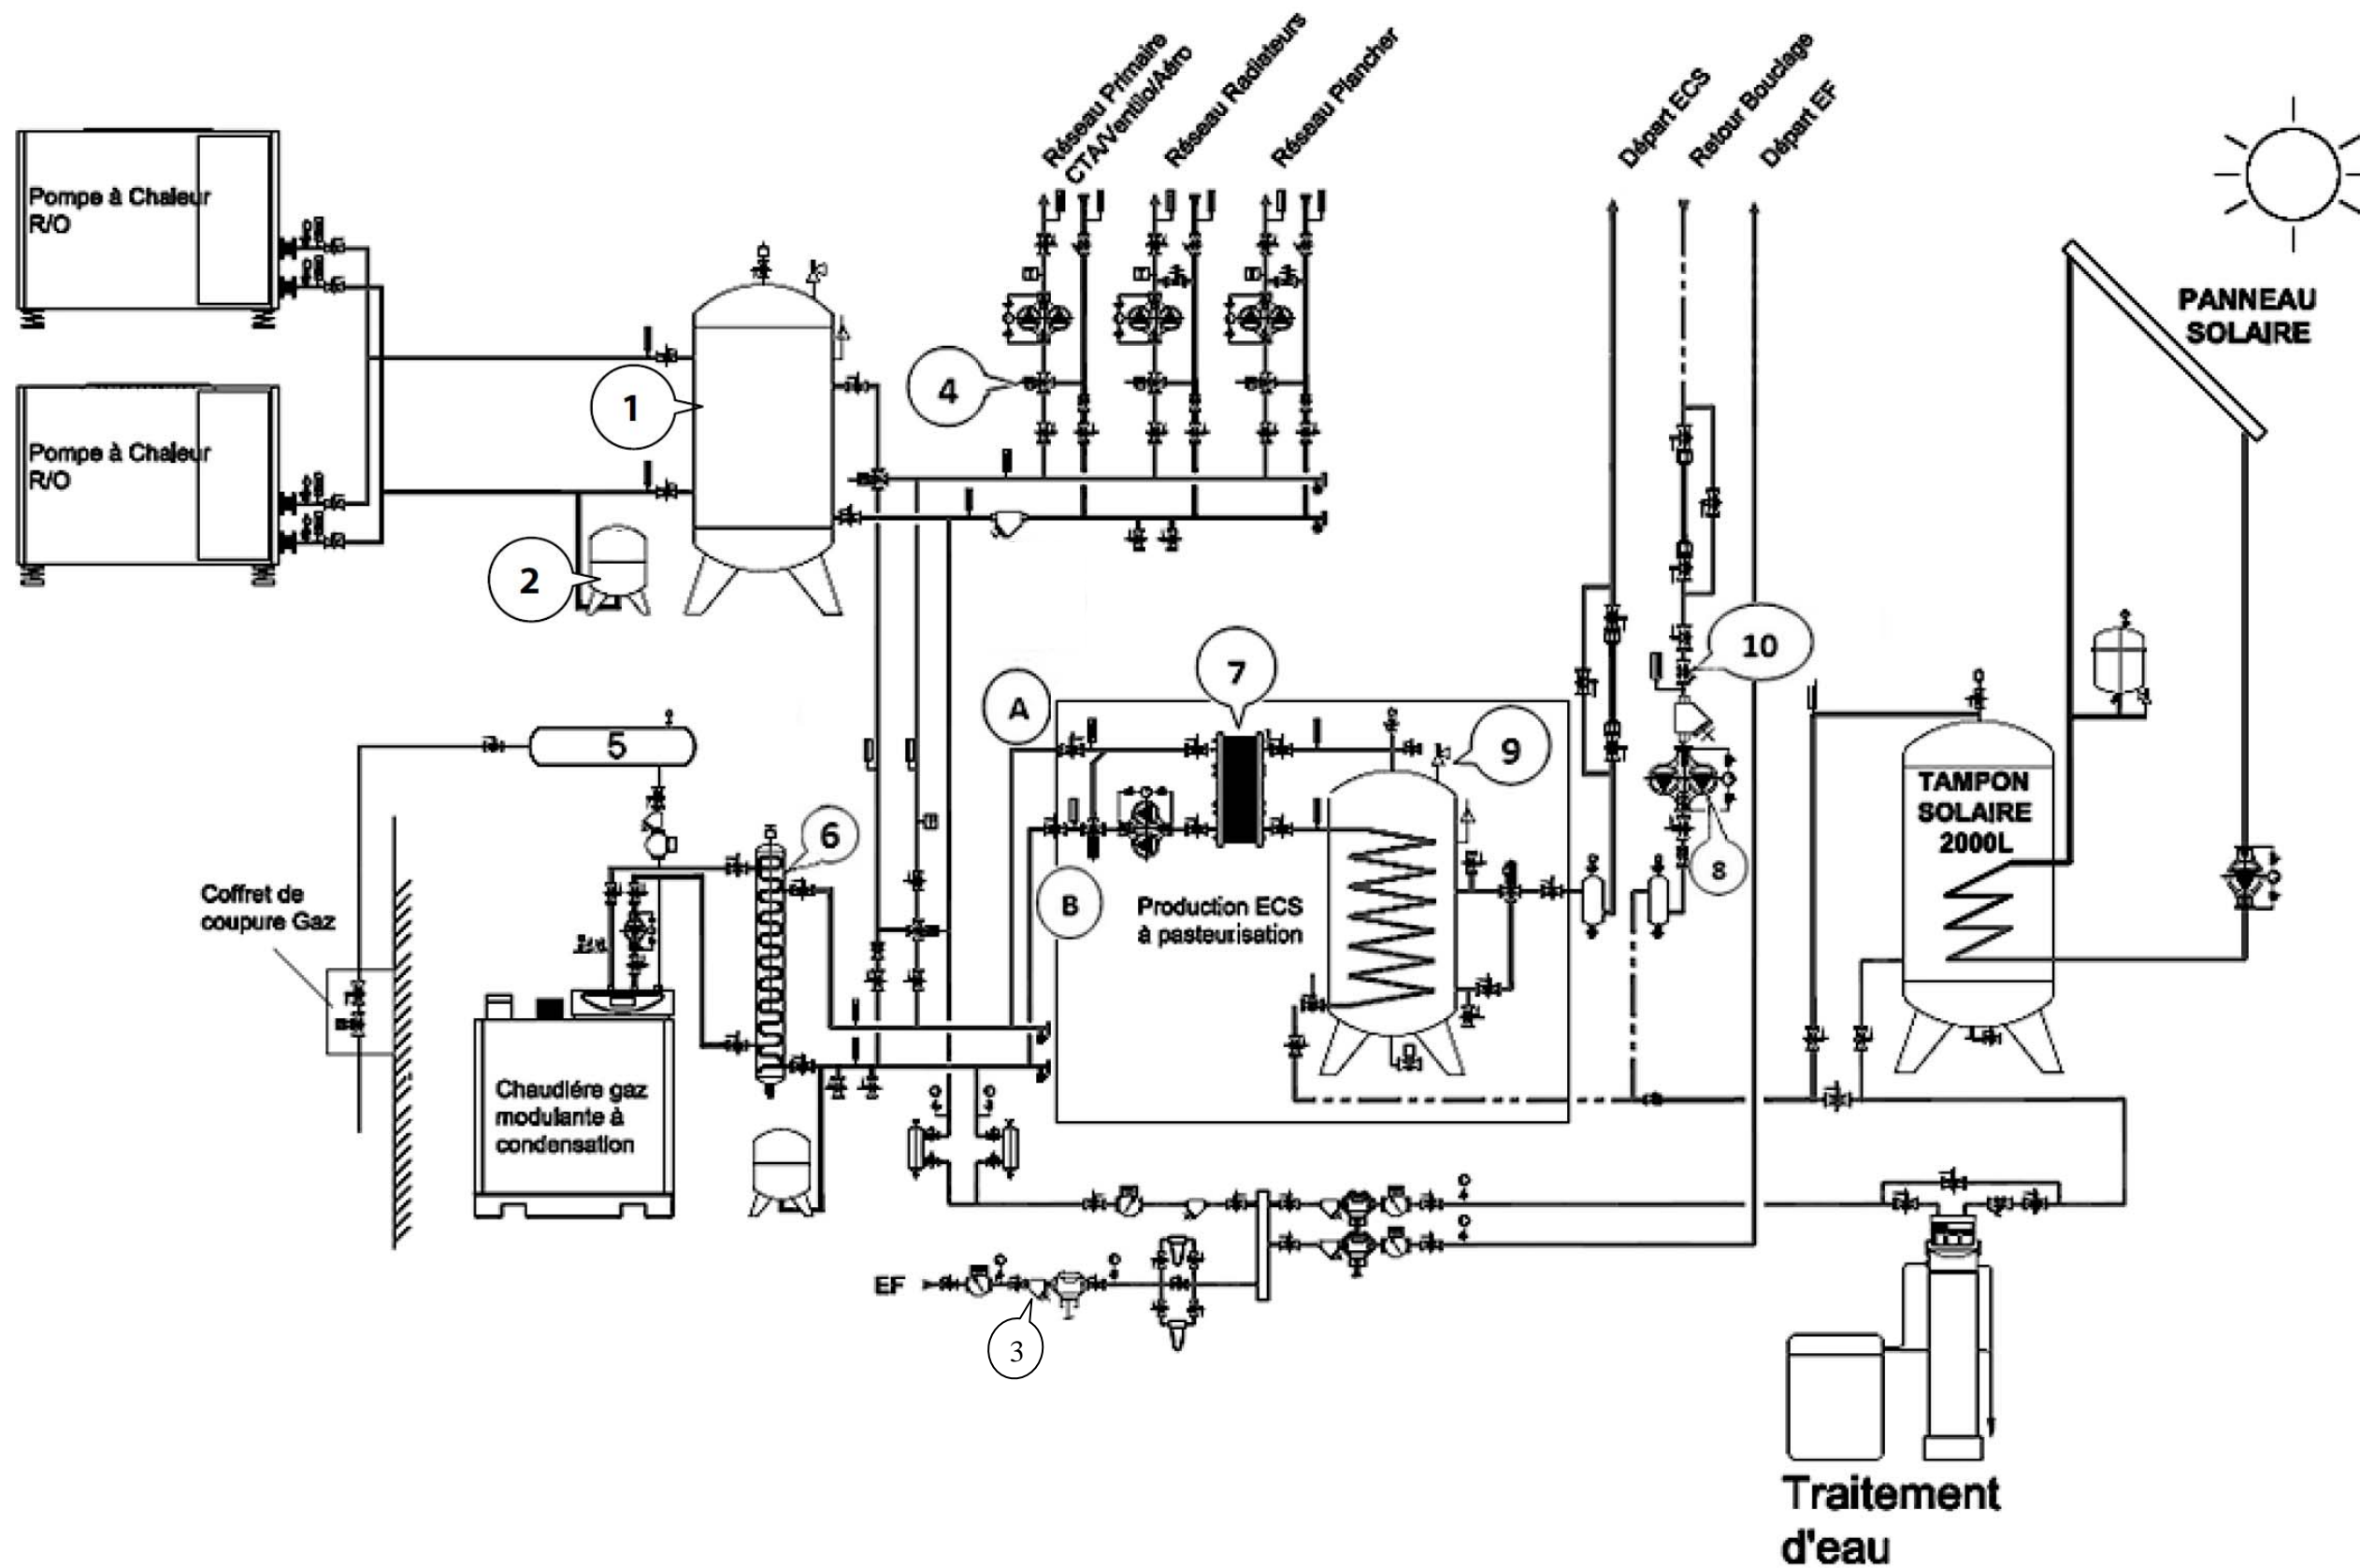 Réseau Primaire
CTA/Ventilo/Aéro
Réseau Radiateurs
Réseau Plancher
Départ ECS
Retour Bouclage
Départ EF
Pompe à Chaleur
R/O
PANNEAU
SOLAIRE
1
4
Pompe à Chaleur
R/O
2
10
7
A
9
5
TAMPON
SOLAIRE
2000L
6
8
Coffret de
coupure Gaz
B
Production ECS
à pasteurisation
Chaudiére gaz
modulante à
condensation
EF
3
Traitement
d'eau